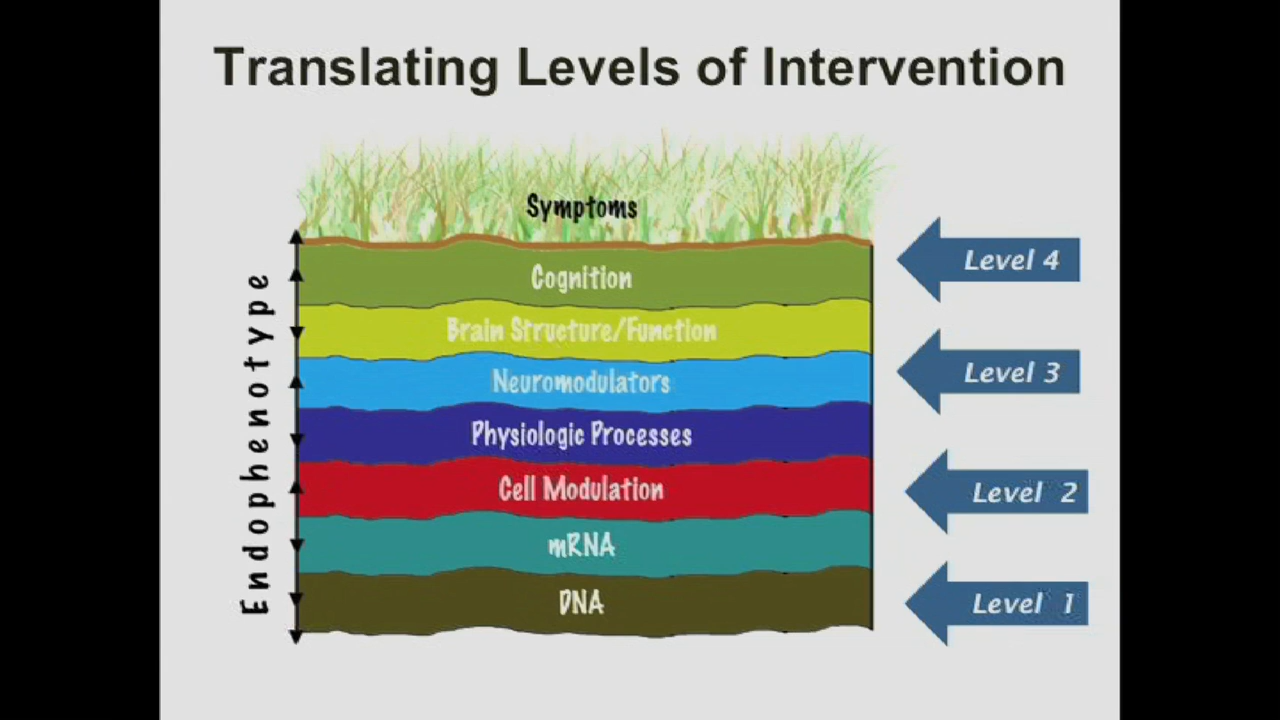 Translating Levels of Intervention
Symptoms
Cognition
Brain Structure/Function
Neuromodulators
Physiologic Processes
Cell Modulation
mRNA
DNA
Endophenotype
Level 4
Level 3
Level 2
Level 1